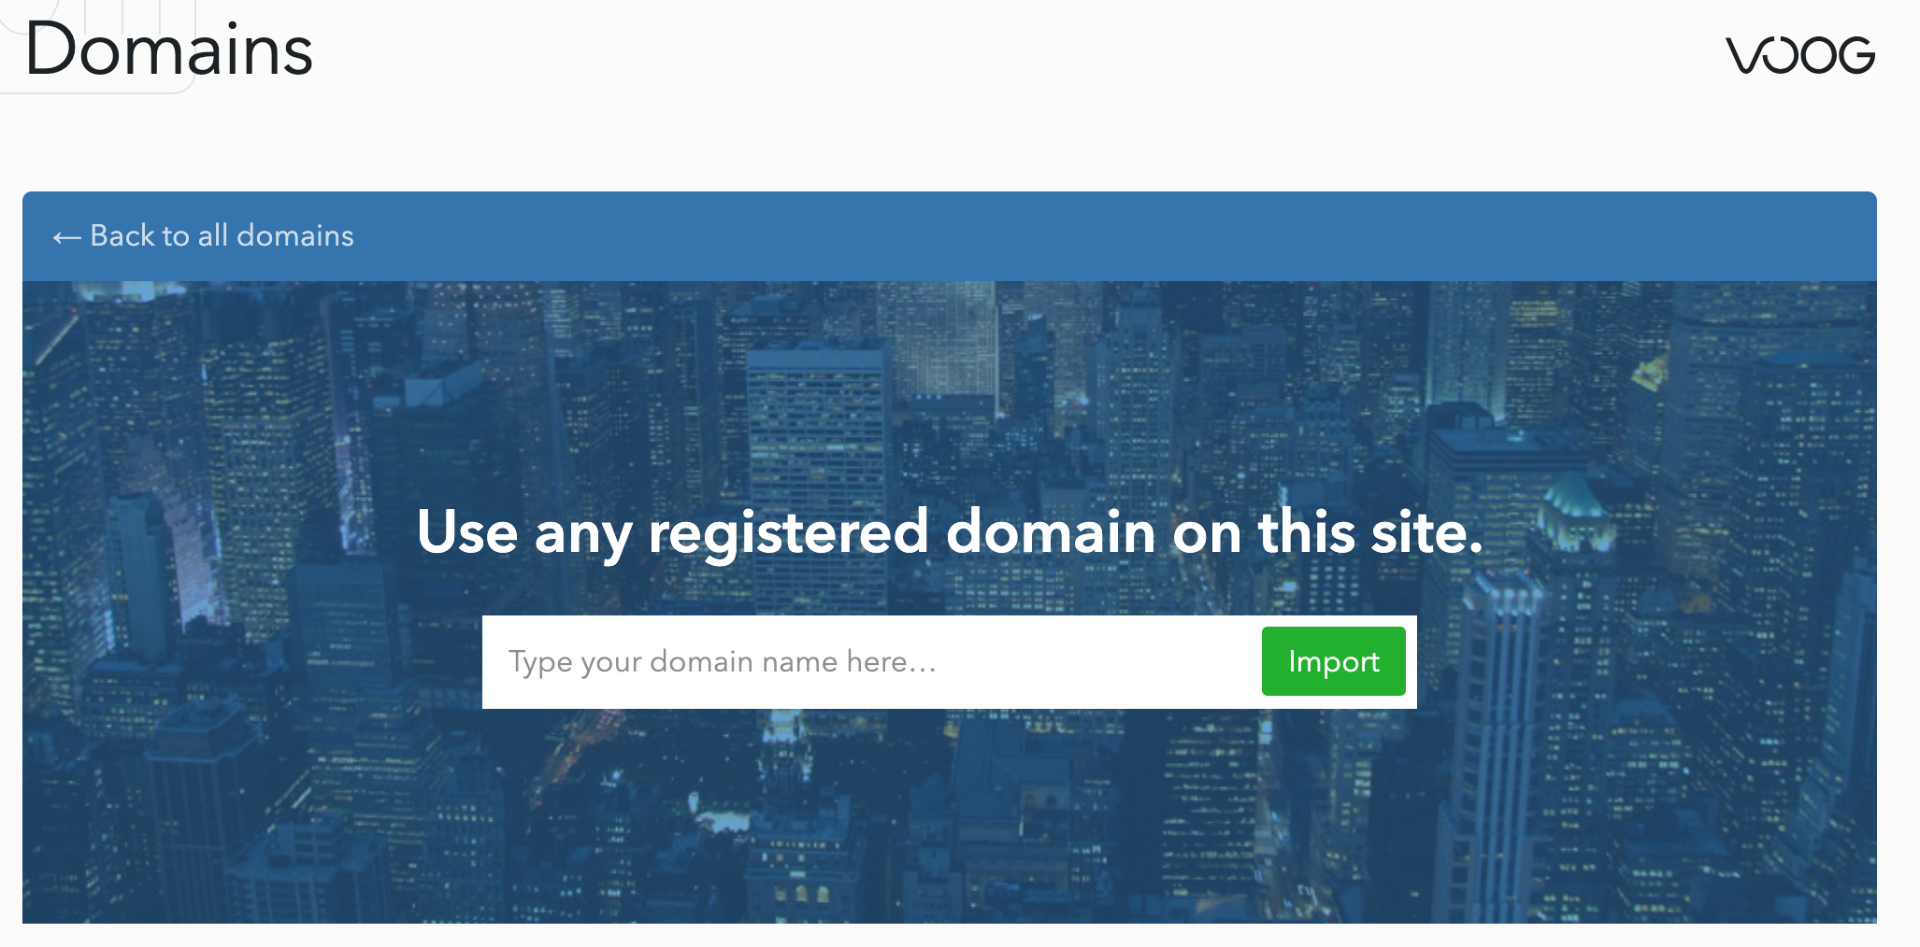 Domains
VOOG
← Back to all domains
Use any registered domain on this site.
Type your domain name here...
Import